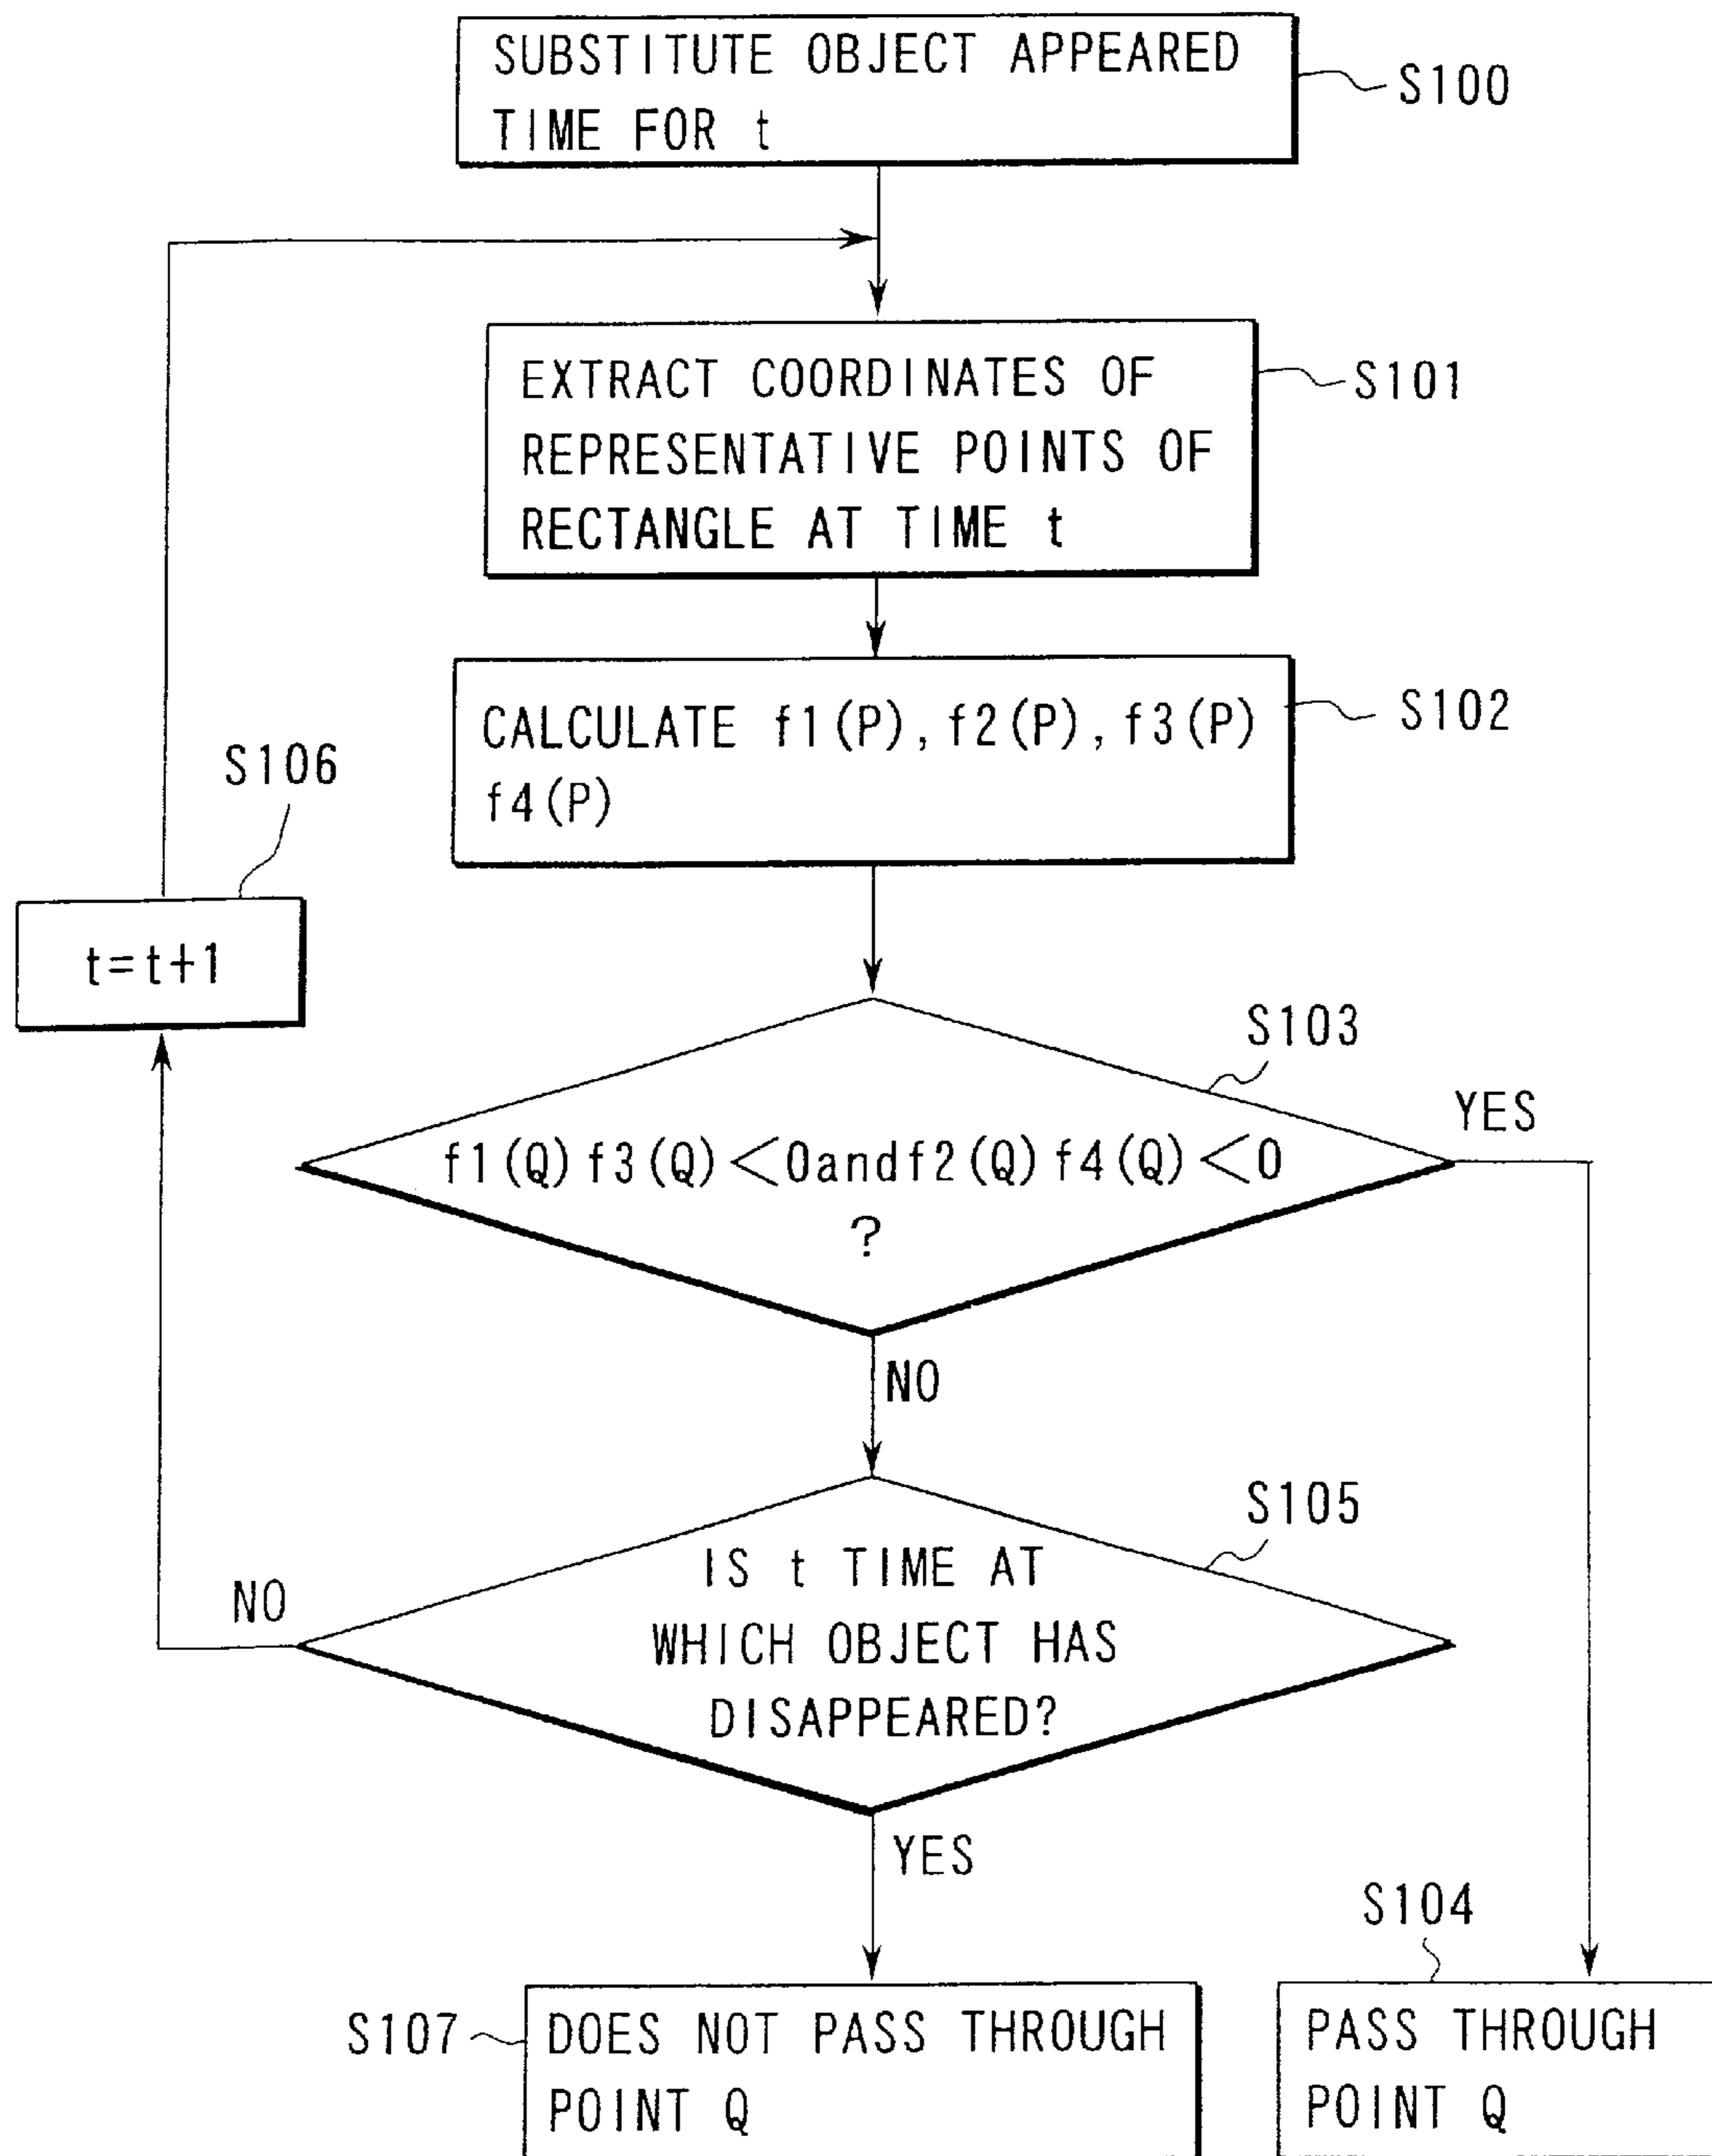 SUBSTITUTE OBJECT APPEARED
TIME FOR t
S100
EXTRACT COORDINATES OF
REPRESENTATIVE POINTS OF
RECTANGLE AT TIME t
S101
CALCULATE f1(P), f2(P), f3(P)
f4(P)
S102
S106
t=t+1
S103
f1(Q)f3(Q)<0andf2(Q)f4(Q)<0
?
YES
NO
S105
IS t TIME AT
WHICH OBJECT HAS
DISAPPEARED?
NO
YES
S107
DOES NOT PASS THROUGH
POINT Q
S104
PASS THROUGH
POINT Q